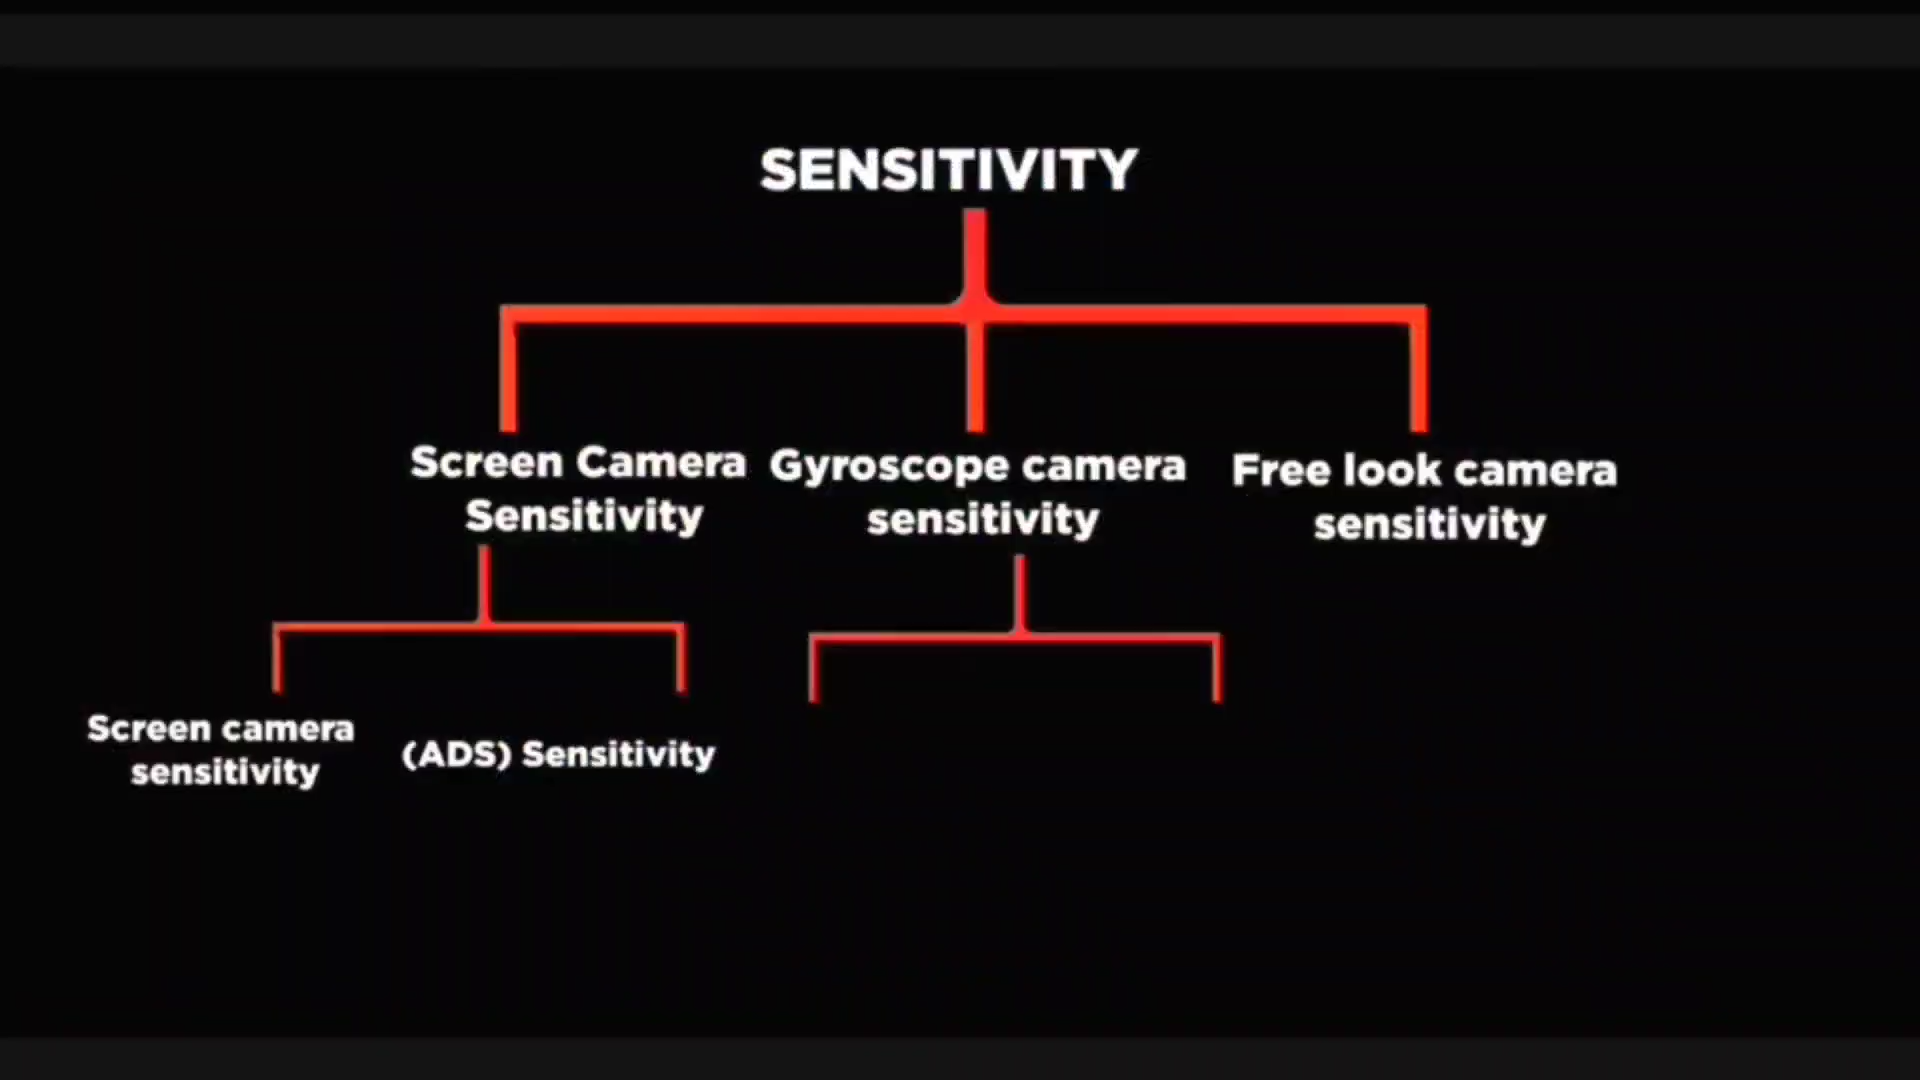 SENSITIVITY
Screen Camera
Sensitivity
Gyroscope camera
sensitivity
Free look camera
sensitivity
Screen camera
sensitivity
(ADS) Sensitivity